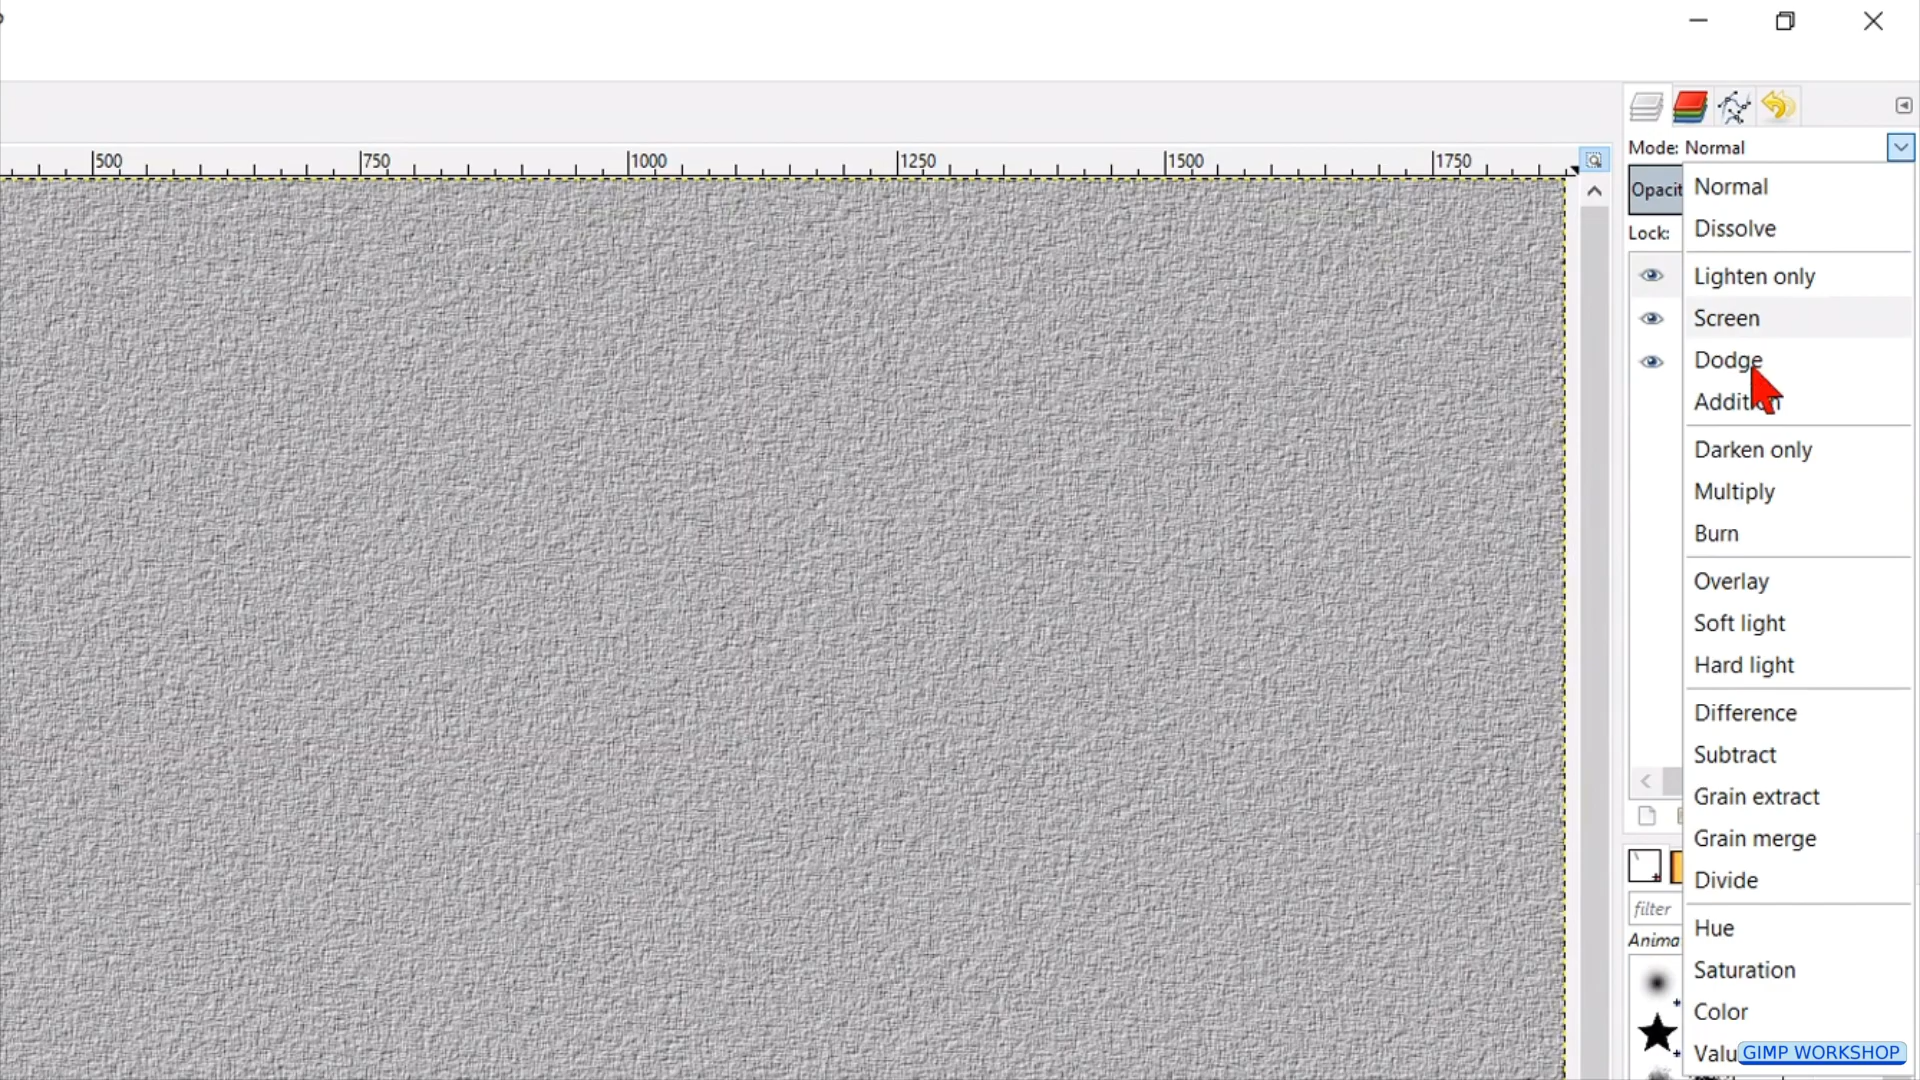 500 750 1000 1250 1500 1750
Mode: Normal
Opacit
Lock:
Normal
Dissolve
Lighten only
Screen
Dodge
Addition
Darken only
Multiply
Burn
Overlay
Soft light
Hard light
Difference
Subtract
Grain extract
Grain merge
Divide
filter
Anima
Hue
Saturation
Color
Valu
GIMP WORKSHOP